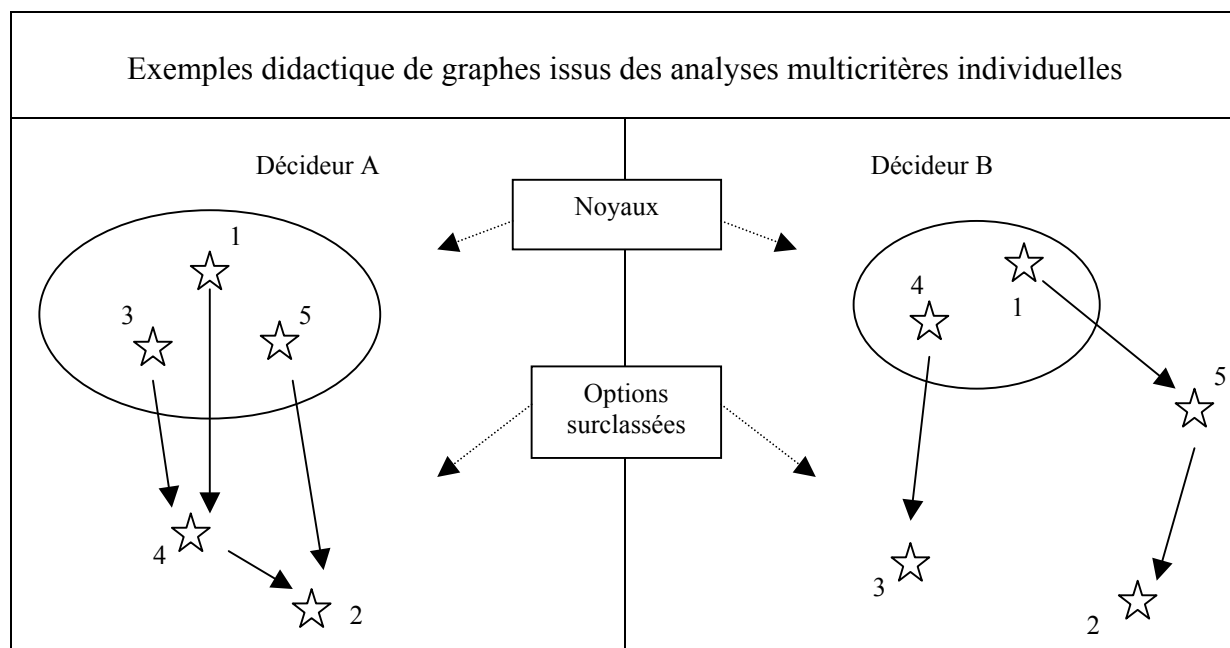 Exemples didactique de graphes issus des analyses multicritères individuelles
Décideur A
Décideur B
Noyaux
1
3
5
4
1
5
Options
surclassées
4
2
3
2